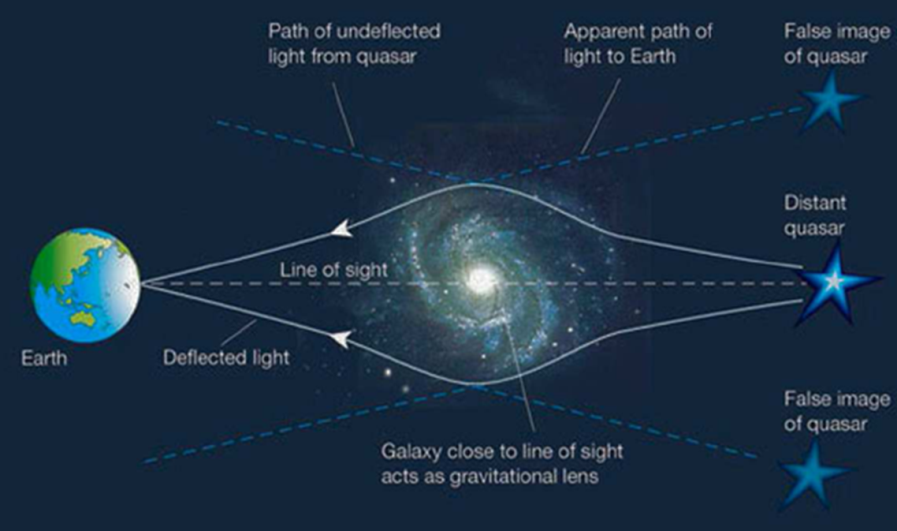 Path of undeflected
light from quasar
Apparent path of
light to Earth
False image
of quasar
Distant
quasar
Line of sight
Earth
Deflected light
False image
of quasar
Galaxy close to line of sight
acts as gravitational lens